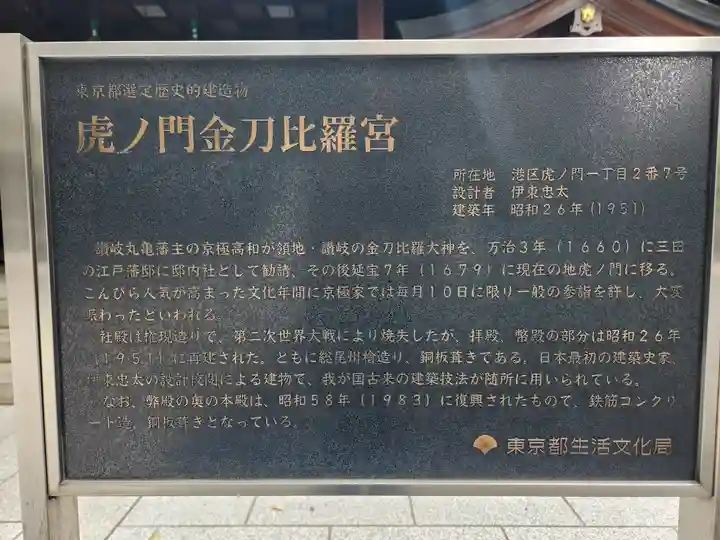 東京都選定歴史的建造物
虎ノ門金刀比羅宮
所在地 港区虎ノ門一丁目2番7号
設計者 伊東忠太
建築年 昭和26年(1951)
讃岐丸亀藩主の京極高和が領地・讃岐の金刀比羅大神を、万治3年(1660)に三田
の江戸藩邸に邸内社として勧請、その後延宝7年(1679)に現在の地虎ノ門に移る。
こんぴら人気が高まった文化年間に京極家では毎月10日に限り一般の参詣を許し、大変
賑わったといわれる。
社殿は権現造りで、第二次世界大戦により焼失したが、拝殿、幣殿の部分は昭和26年
(1951)に再建された。ともに総尾州檜造り、銅板葺きである。日本最初の建築史家、
伊東忠太の設計校閲による建物で、我が国古来の建築技法が随所に用いられている。
なお、幣殿の奥の本殿は、昭和58年(1983)に復興されたもので、鉄筋コンクリ
ート造、銅板葺きとなっている。
東京都生活文化局